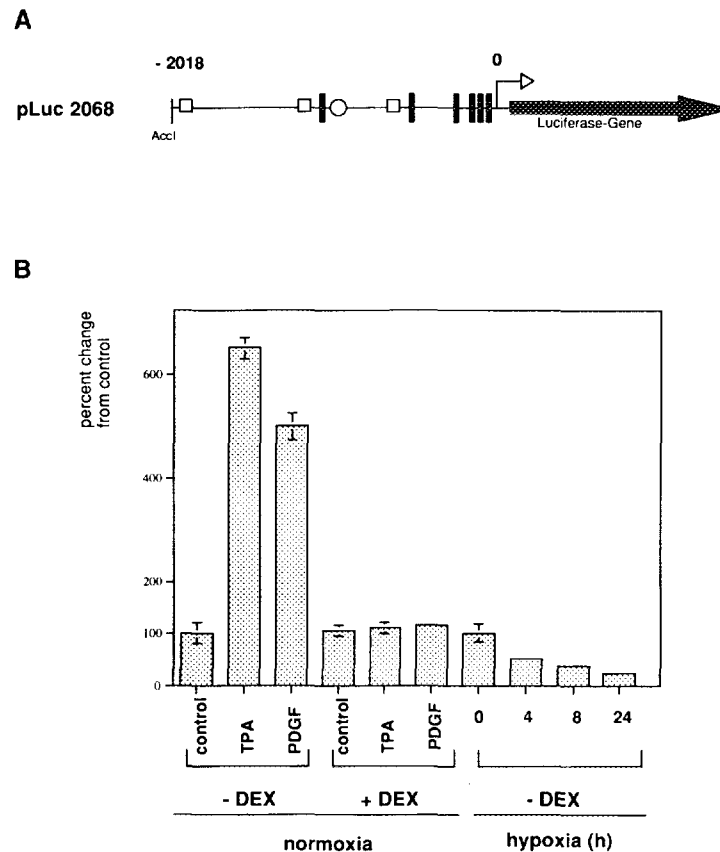 A
- 2018
0
pLuc 2068
AccI
Luciferase-Gene
B
percent change
from control
600
400
200
100
0
control
TPA
PDGF
control
TPA
PDGF
0 4 8 24
- DEX + DEX - DEX
normoxia hypoxia (h)